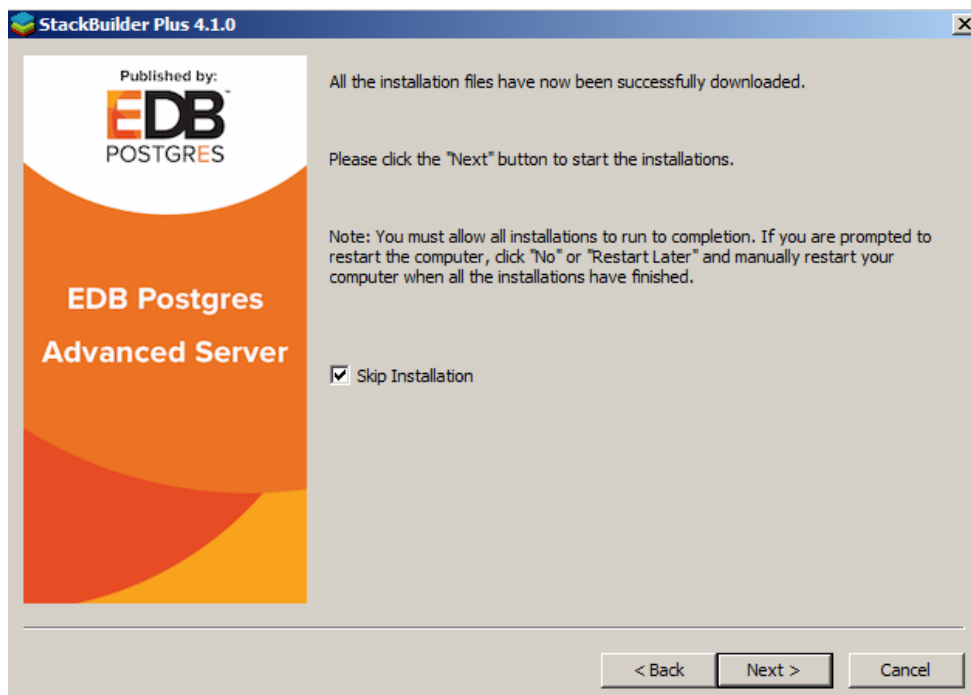 StackBuilder Plus 4.1.0
Published by:
EDB™
POSTGRES
EDB Postgres
Advanced Server
All the installation files have now been successfully downloaded.
Please click the "Next" button to start the installations.
Note: You must allow all installations to run to completion. If you are prompted to
restart the computer, click "No" or "Restart Later" and manually restart your
computer when all the installations have finished.
Skip Installation
< Back
Next >
Cancel